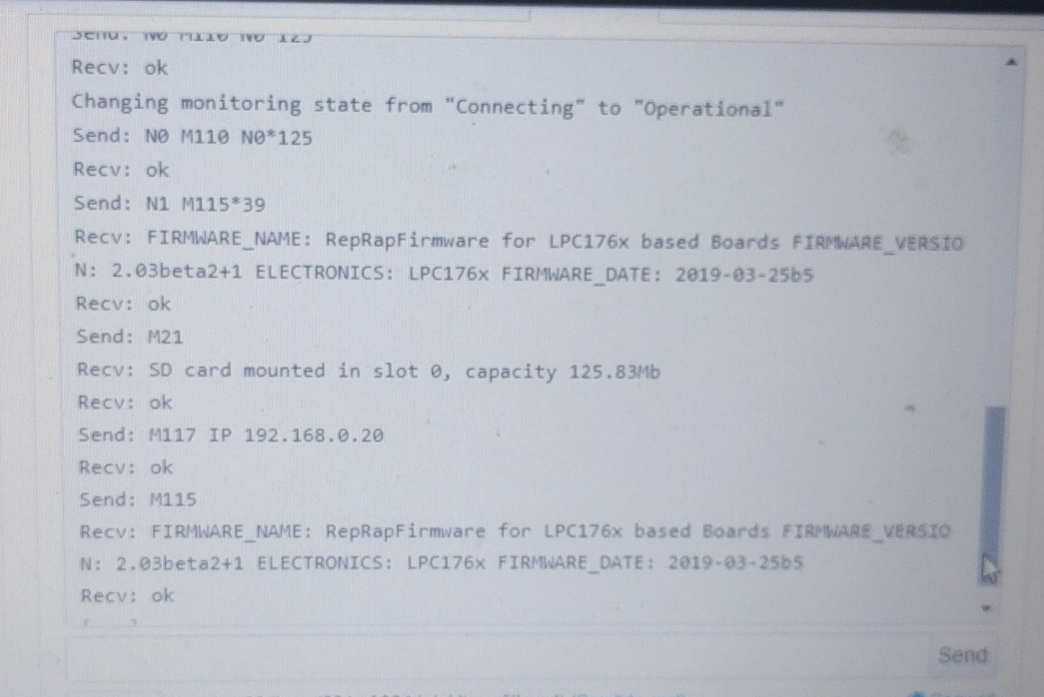 Recv: ok
Changing monitoring state from "Connecting" to "Operational"
Send: N0 M110 N0*125
Recv: ok
Send: N1 M115*39
Recv: FIRMWARE_NAME: RepRapFirmware for LPC176x based Boards FIRMWARE_VERSIO
N: 2.03beta2+1 ELECTRONICS: LPC176x FIRMWARE_DATE: 2019-03-25b5
Recv: ok
Send: M21
Recv: SD card mounted in slot 0, capacity 125.83Mb
Recv: ok
Send: M117 IP 192.168.0.20
Recv: ok
Send: M115
Recv: FIRMWARE_NAME: RepRapFirmware for LPC176x based Boards FIRMWARE_VERSIO
N: 2.03beta2+1 ELECTRONICS: LPC176x FIRMWARE_DATE: 2019-03-25b5
Recv: ok
Send